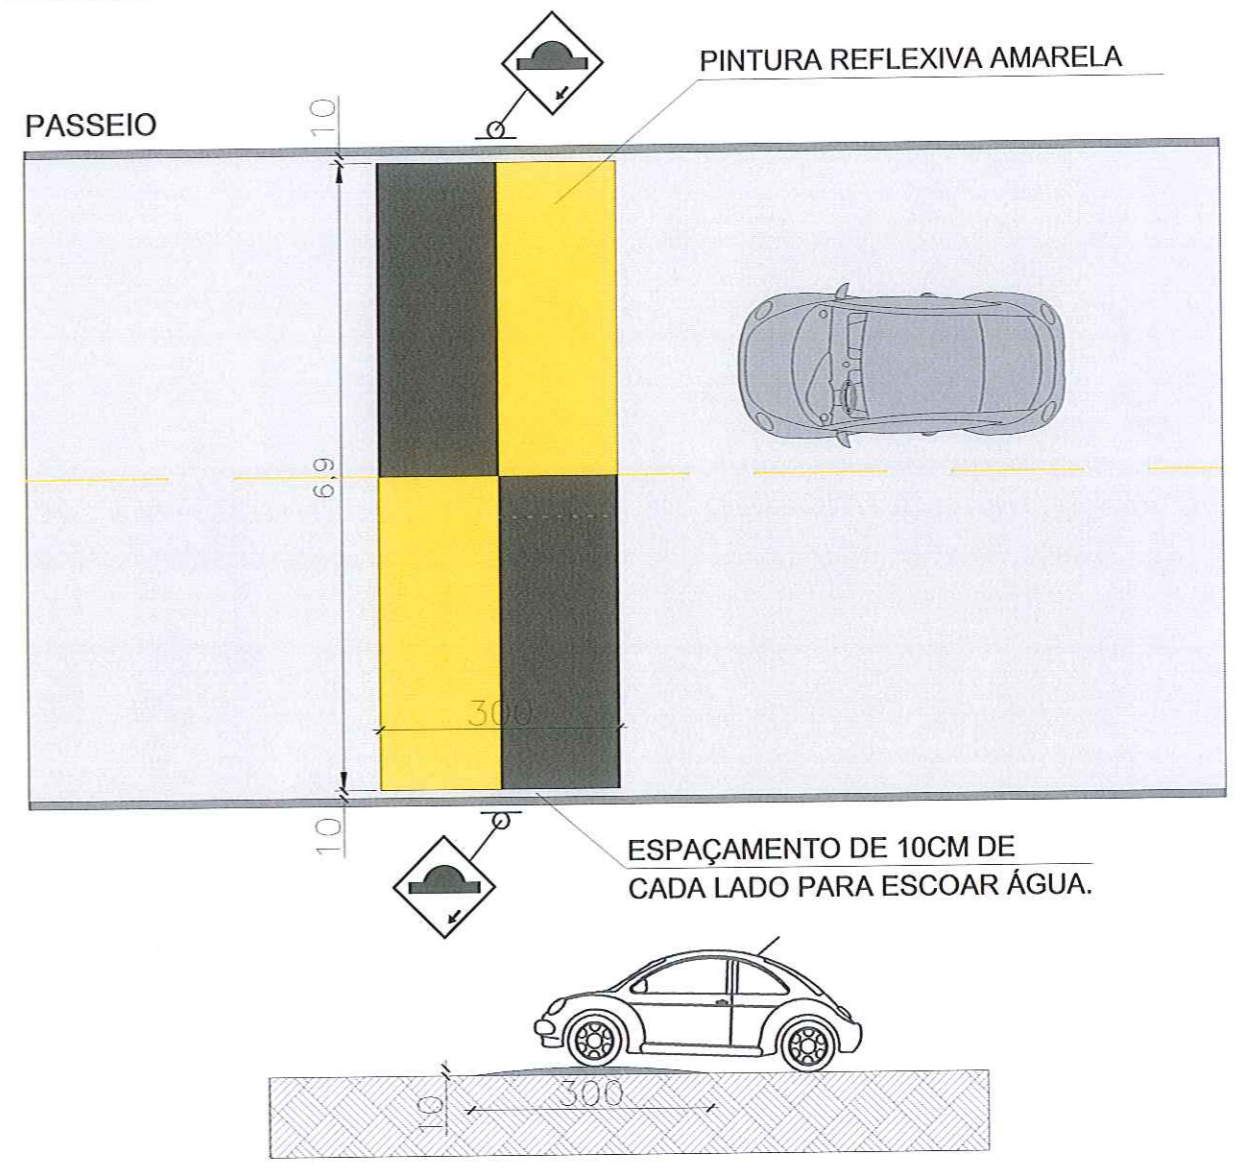 PINTURA REFLEXIVA AMARELA
10
PASSEIO
6,9
300
10
ESPAÇAMENTO DE 10CM DE
CADA LADO PARA ESCOAR ÁGUA.
10
300